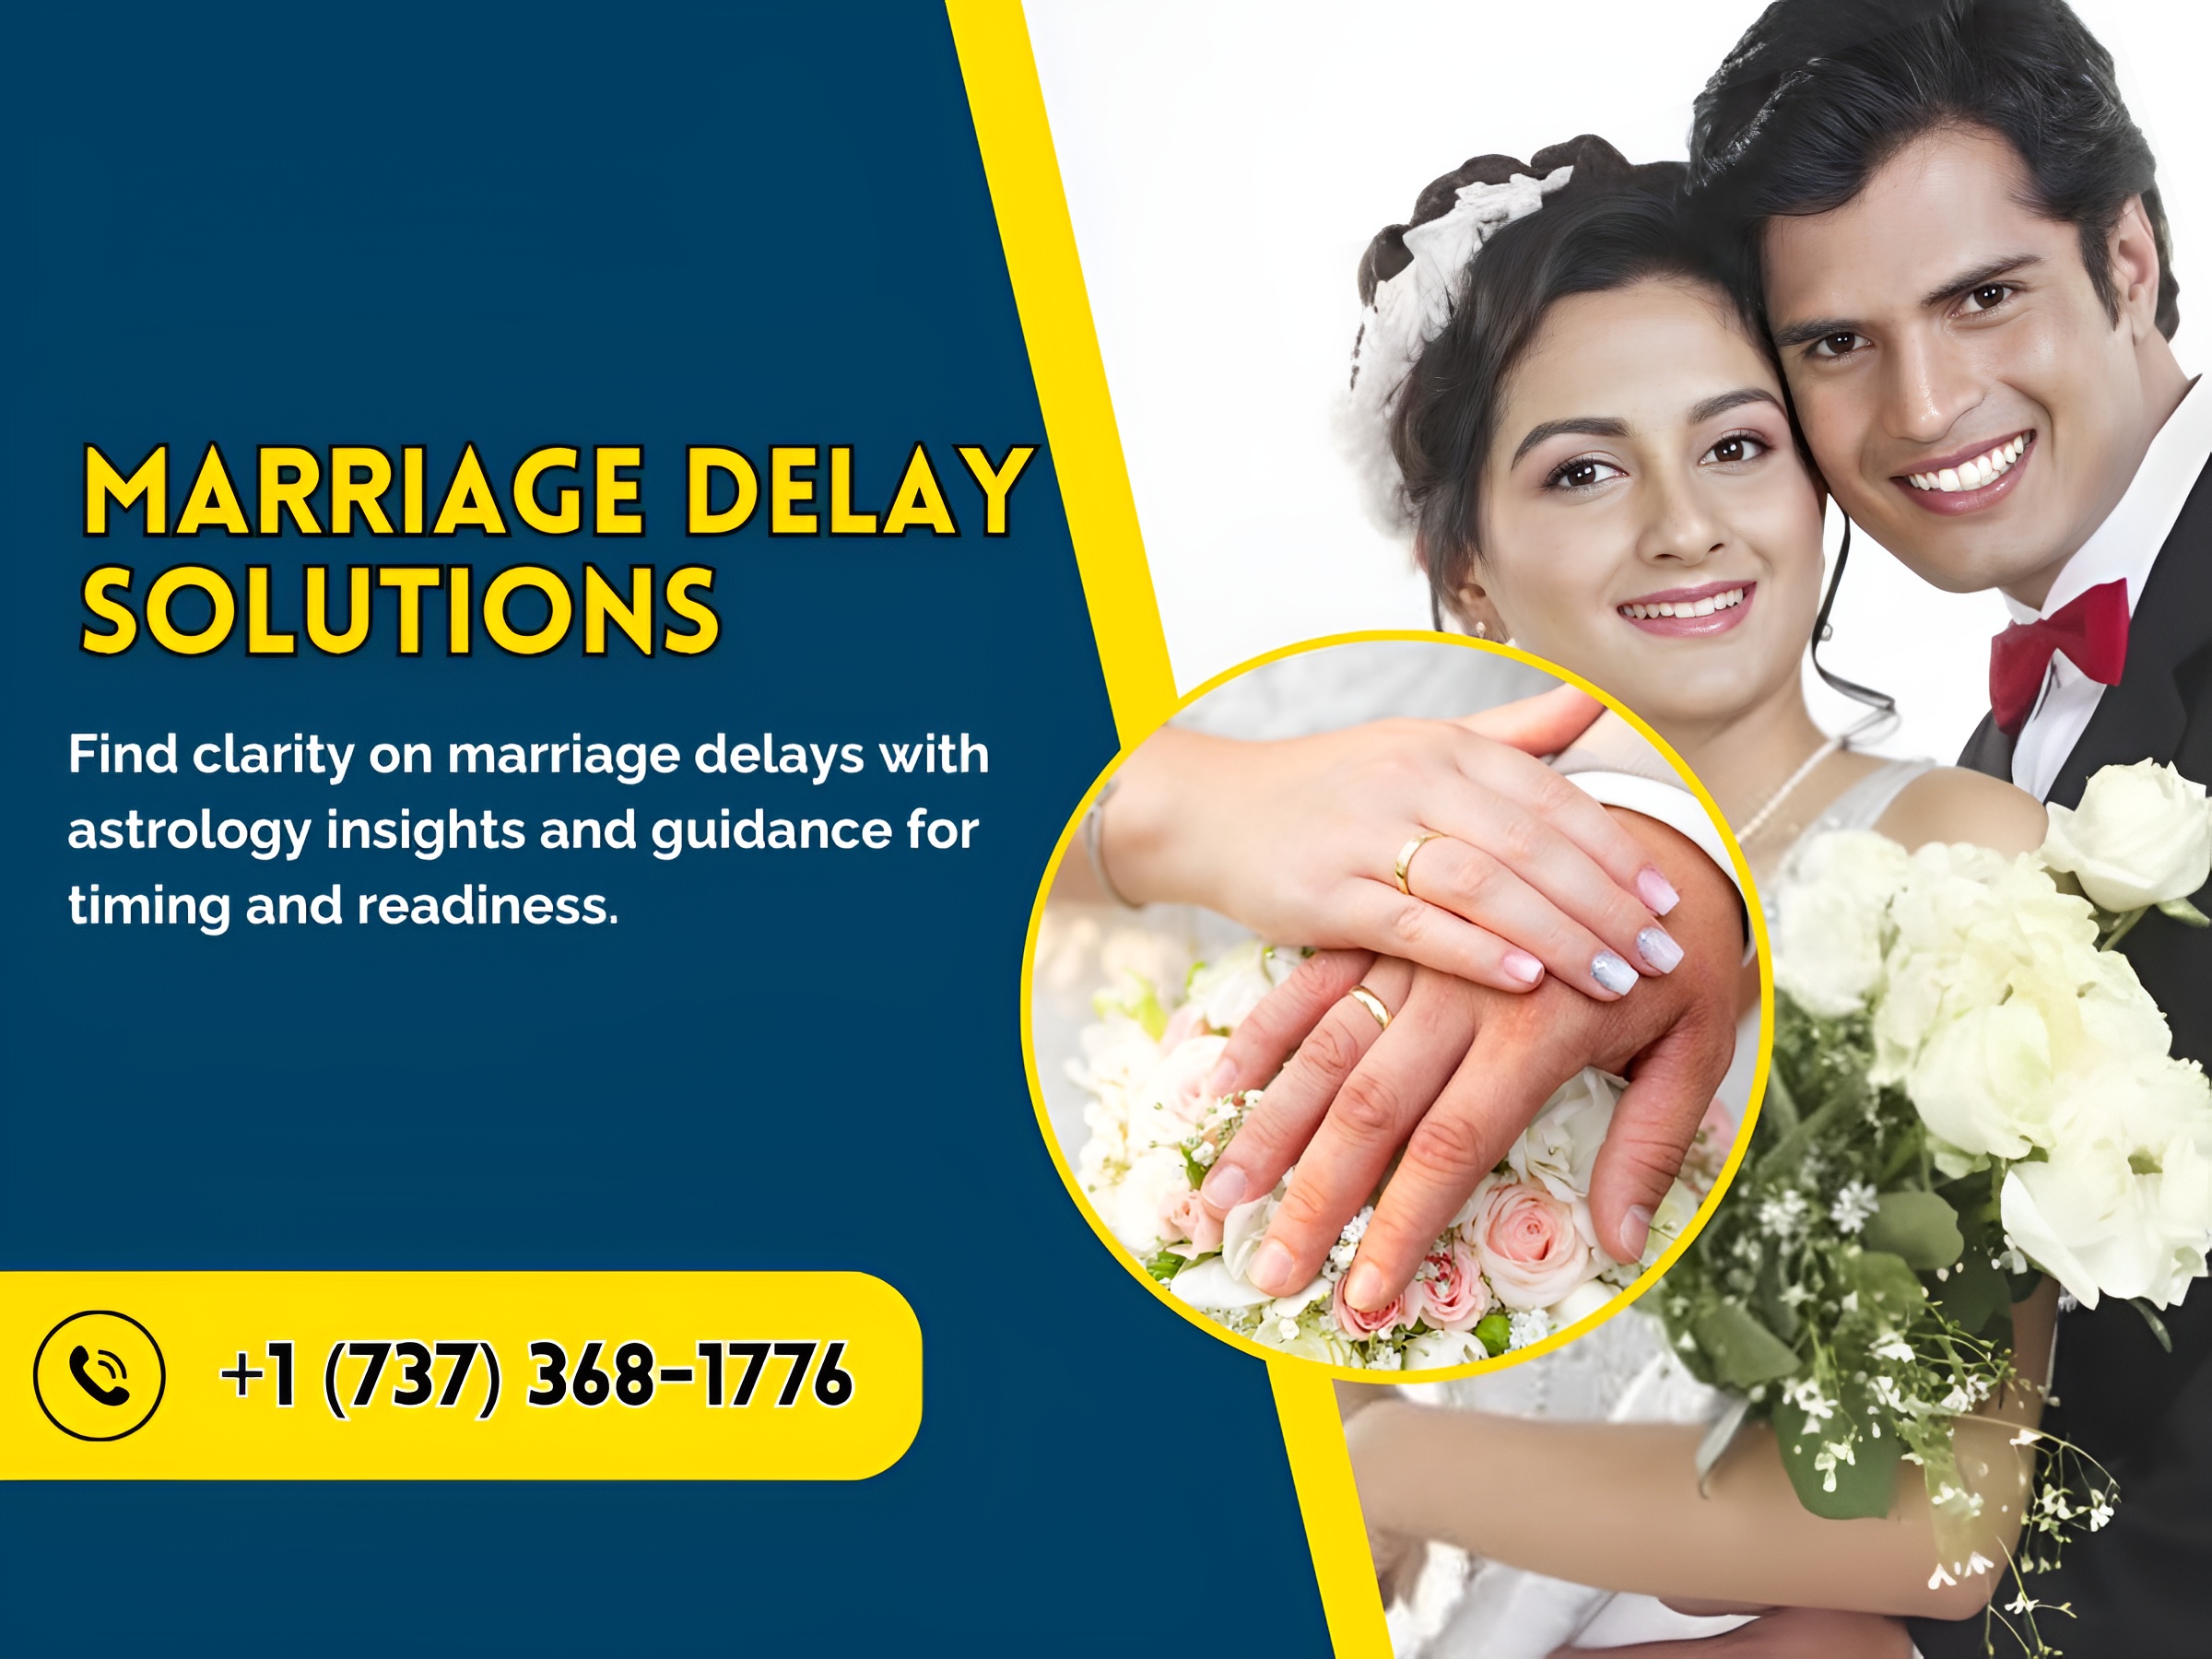 MARRIAGE DELAY
SOLUTIONS
Find clarity on marriage delays with
astrology insights and guidance for
timing and readiness.
+1 (737) 368-1776